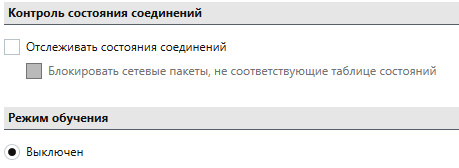 Контроль состояния соединений
Отслеживать состояния соединений
Блокировать сетевые пакеты, не соответствующие таблице состояний
Режим обучения
Выключен